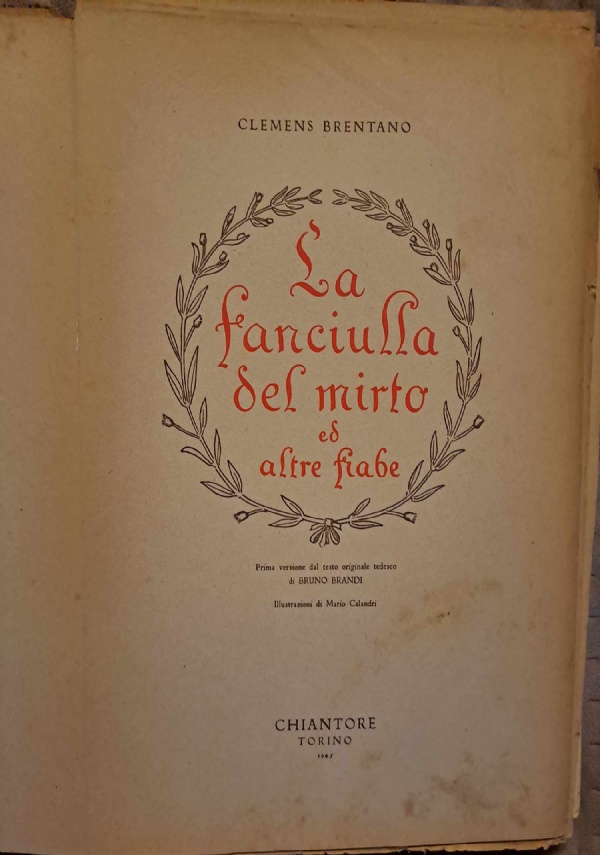 CLEMENS BRENTANO
La
fanciulla
del mirto
ed
altre fiabe
Prima versione dal testo originale tedesco
di BRUNO BRANDI
Illustrazioni di Mario Calandri
CHIANTORE
TORINO
1945